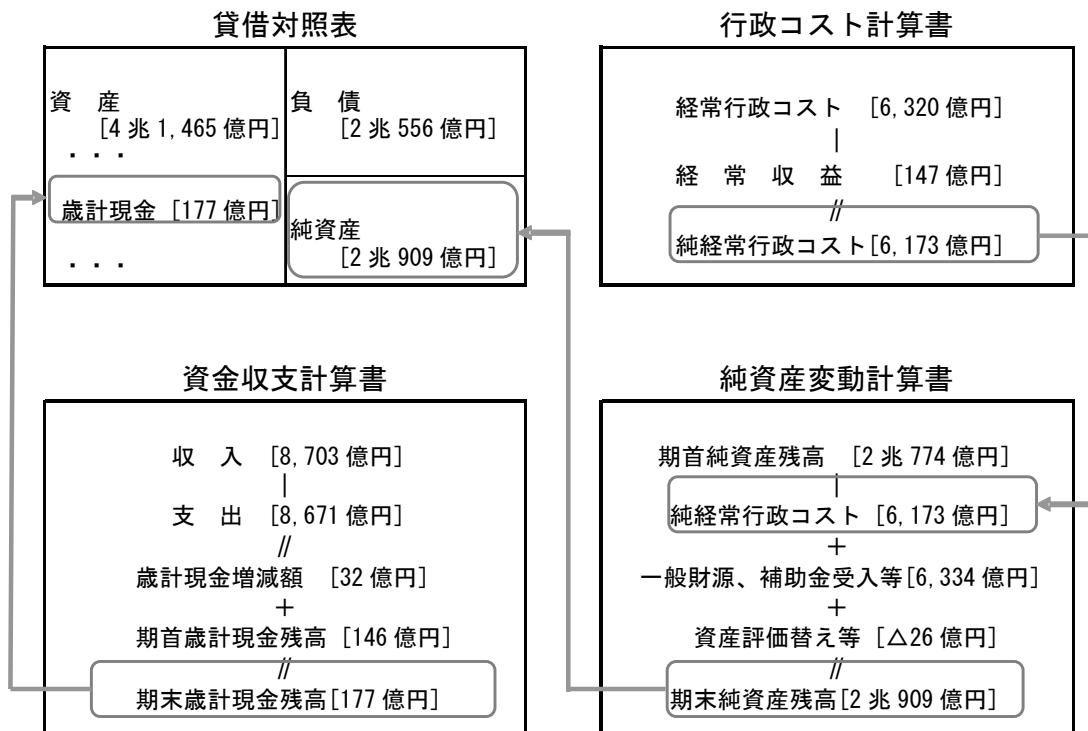 貸借対照表
資　産
[4 兆 1,465 億円]
・・・
歳計現金 [177 億円]
・・・
負　債
[2 兆 556 億円]
純資産
[2 兆 909 億円]
行政コスト計算書
経常行政コスト　[6,320 億円]
｜
経　常　収　益　　[147 億円]
//
純経常行政コスト[6,173 億円]
資金収支計算書
収　入　[8,703 億円]
｜
支　出　[8,671 億円]
//
歳計現金増減額　[32 億円]
＋
期首歳計現金残高 [146 億円]
//
期末歳計現金残高[177 億円]
純資産変動計算書
期首純資産残高　[2 兆 774 億円]
｜
純経常行政コスト [6,173 億円]
＋
一般財源、補助金受入等[6,334 億円]
＋
資産評価替え等 [△26 億円]
//
期末純資産残高[2 兆 909 億円]